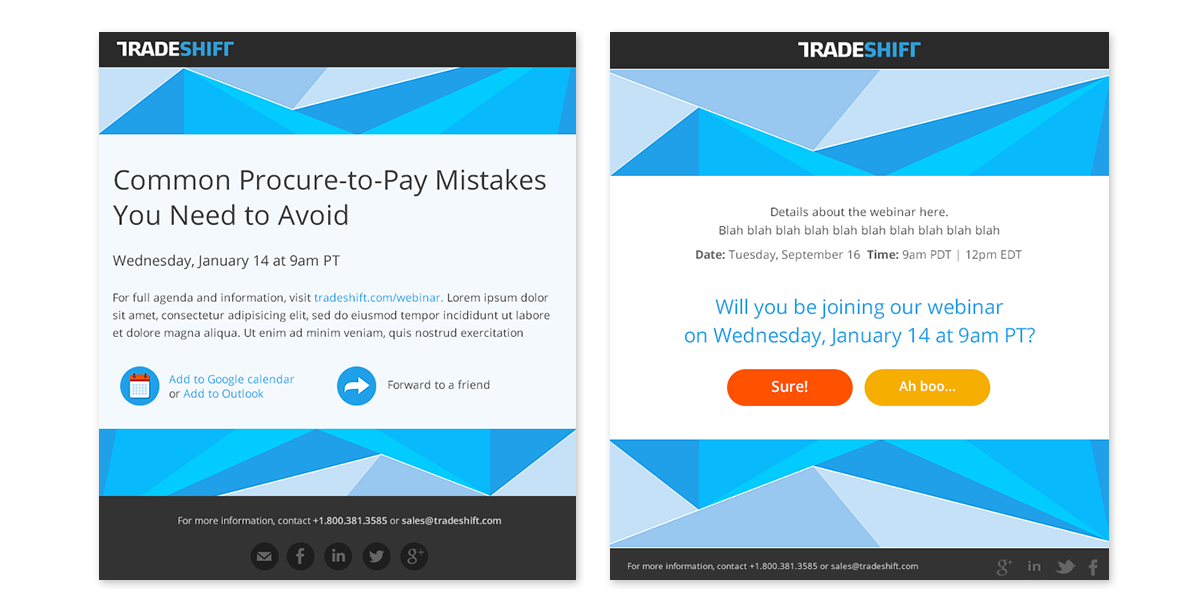 TRADESHIFT
Common Procure-to-Pay Mistakes
You Need to Avoid
Wednesday, January 14 at 9am PT
For full agenda and information, visit tradeshift.com/webinar. Lorem ipsum dolor
sit amet, consectetur adipisicing elit, sed do eiusmod tempor incididunt ut labore
et dolore magna aliqua. Ut enim ad minim veniam, quis nostrud exercitation
Add to Google calendar
or Add to Outlook
Forward to a friend
For more information, contact +1.800.381.3585 or sales@tradeshift.com
f in g+
TRADESHIFT
Details about the webinar here.
Blah blah blah blah blah blah blah blah blah blah
Date: Tuesday, September 16 Time: 9am PDT | 12pm EDT
Will you be joining our webinar
on Wednesday, January 14 at 9am PT?
Sure! Ah boo...
For more information, contact +1.800.381.3585 or sales@tradeshift.com g+ in f